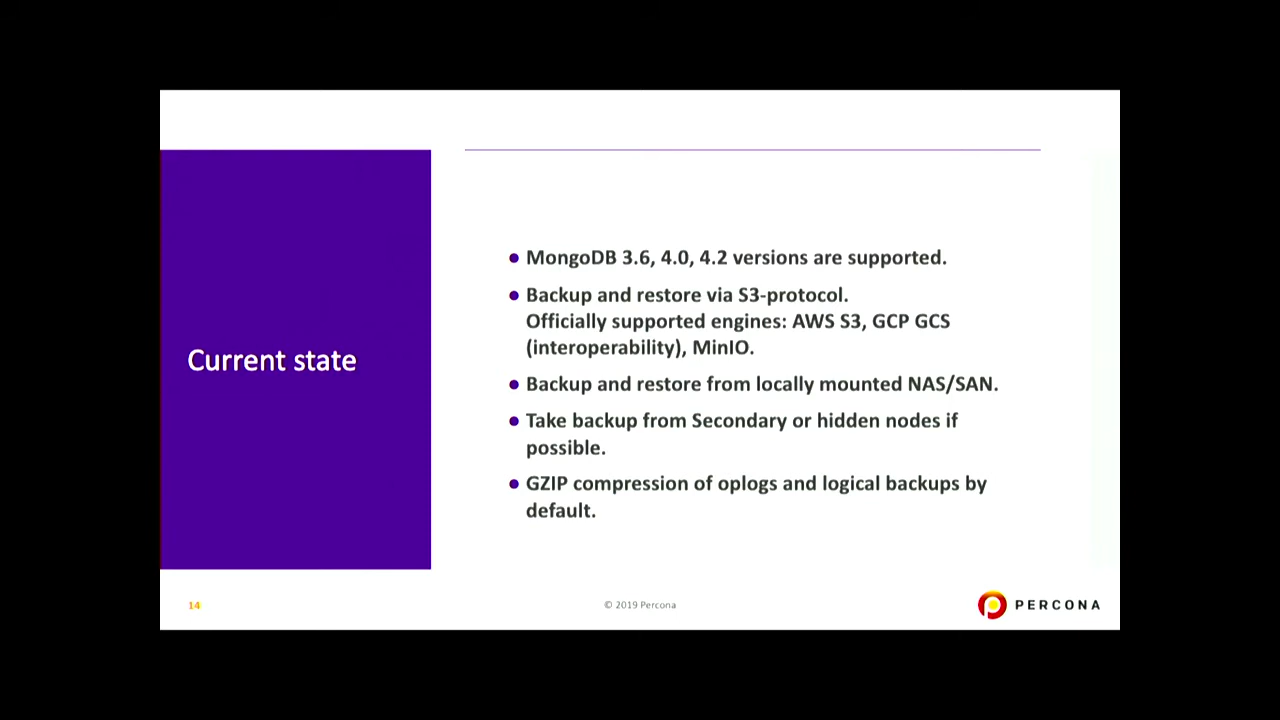 Current state
● MongoDB 3.6, 4.0, 4.2 versions are supported.
● Backup and restore via S3-protocol.
Officially supported engines: AWS S3, GCP GCS
(interoperability), MinIO.
● Backup and restore from locally mounted NAS/SAN.
● Take backup from Secondary or hidden nodes if
possible.
● GZIP compression of oplogs and logical backups by
default.
14
© 2019 Percona
PERCONA